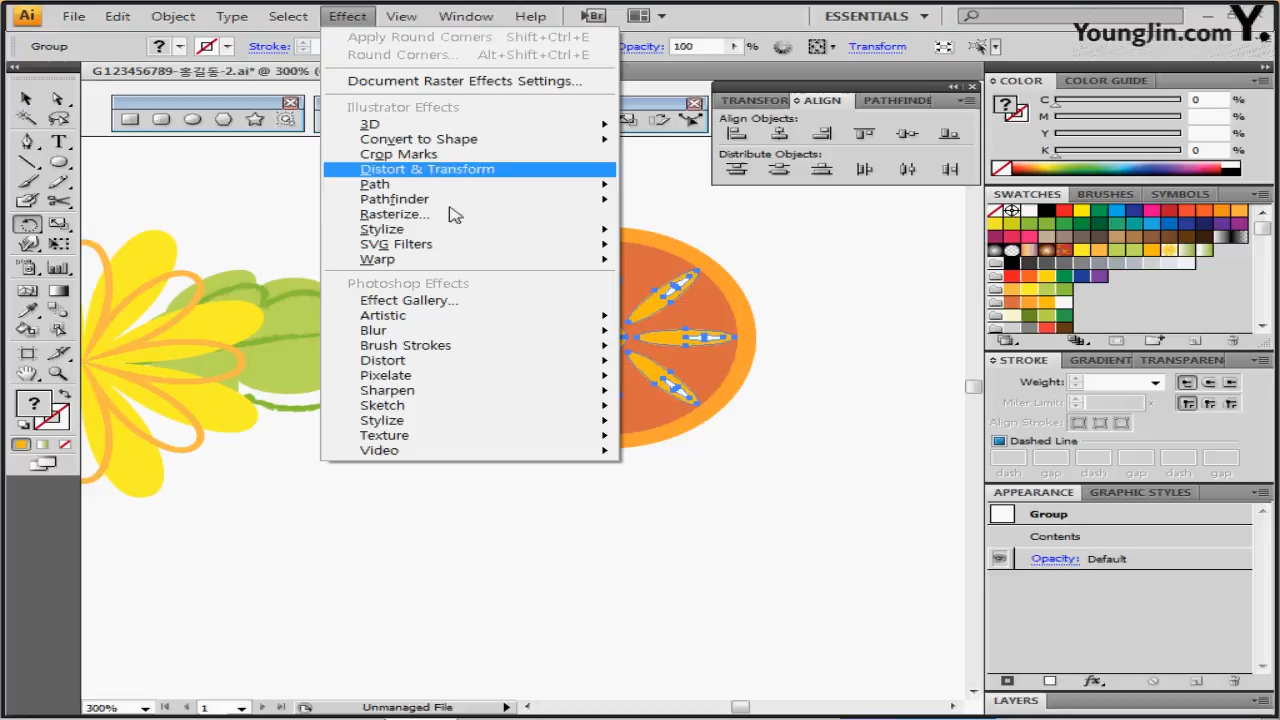 Ai File Edit Object Type Select Effect View Window Help Br ESSENTIALS
YoungJin.com Y.
Group ? Stroke: Opacity: 100 % Transform
G123456789-홍길동-2.ai* @ 300% (
Apply Round Corners Shift+Ctrl+E
Round Corners... Alt+Shift+Ctrl+E
Document Raster Effects Settings...
Illustrator Effects
3D
Convert to Shape
Crop Marks
Distort & Transform
Path
Pathfinder
Rasterize...
Stylize
SVG Filters
Warp
Photoshop Effects
Effect Gallery...
Artistic
Blur
Brush Strokes
Distort
Pixelate
Sharpen
Sketch
Stylize
Texture
Video
TRANSFOR ALIGN PATHFINDE
Align Objects:
Distribute Objects:
COLOR COLOR GUIDE
? C 0 %
M
Y
K 0 %
SWATCHES BRUSHES SYMBOLS
STROKE GRADIENT TRANSPAREN
Weight:
Miter Limit: x
Align Stroke:
Dashed Line
dash gap dash gap dash gap
APPEARANCE GRAPHIC STYLES
Group
Contents
Opacity: Default
fx
LAYERS
?
300% 1 Unmanaged File